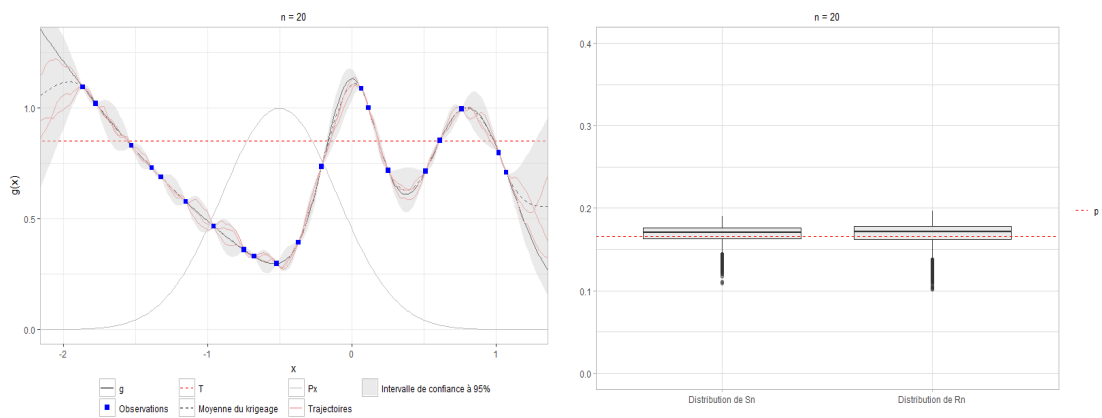 n = 20
g(x)
1.0
0.5
0.0
-2
-1
0
1
x
g
T
Px
Intervalle de confiance à 95%
Observations
Moyenne du krigeage
Trajectoires
n = 20
0.4
0.3
0.2
0.1
0.0
Distribution de Sn
Distribution de Rn
p